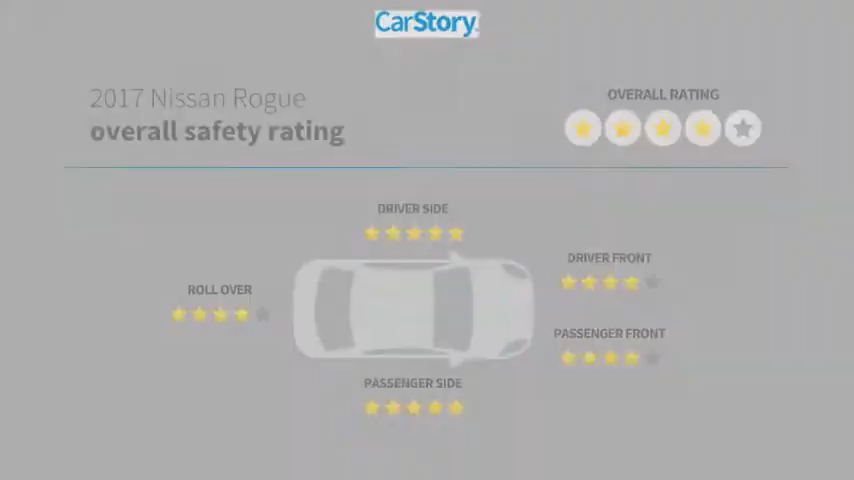 CarStory
2017 Nissan Rogue
overall safety rating
OVERALL RATING
DRIVER SIDE
DRIVER FRONT
ROLL OVER
PASSENGER FRONT
PASSENGER SIDE